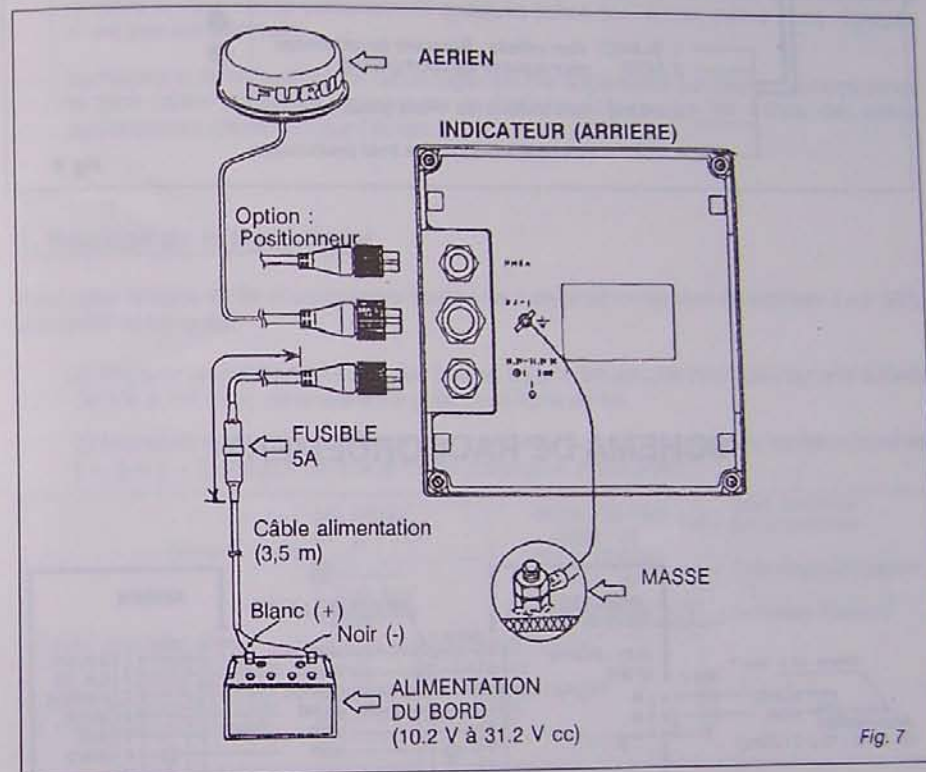 AERIEN
FURU
INDICATEUR (ARRIERE)
Option :
Positionneur
FUSIBLE
5A
Câble alimentation
(3,5 m)
MASSE
Blanc (+)
Noir (-)
ALIMENTATION
DU BORD
(10.2 V à 31.2 V cc)
Fig. 7